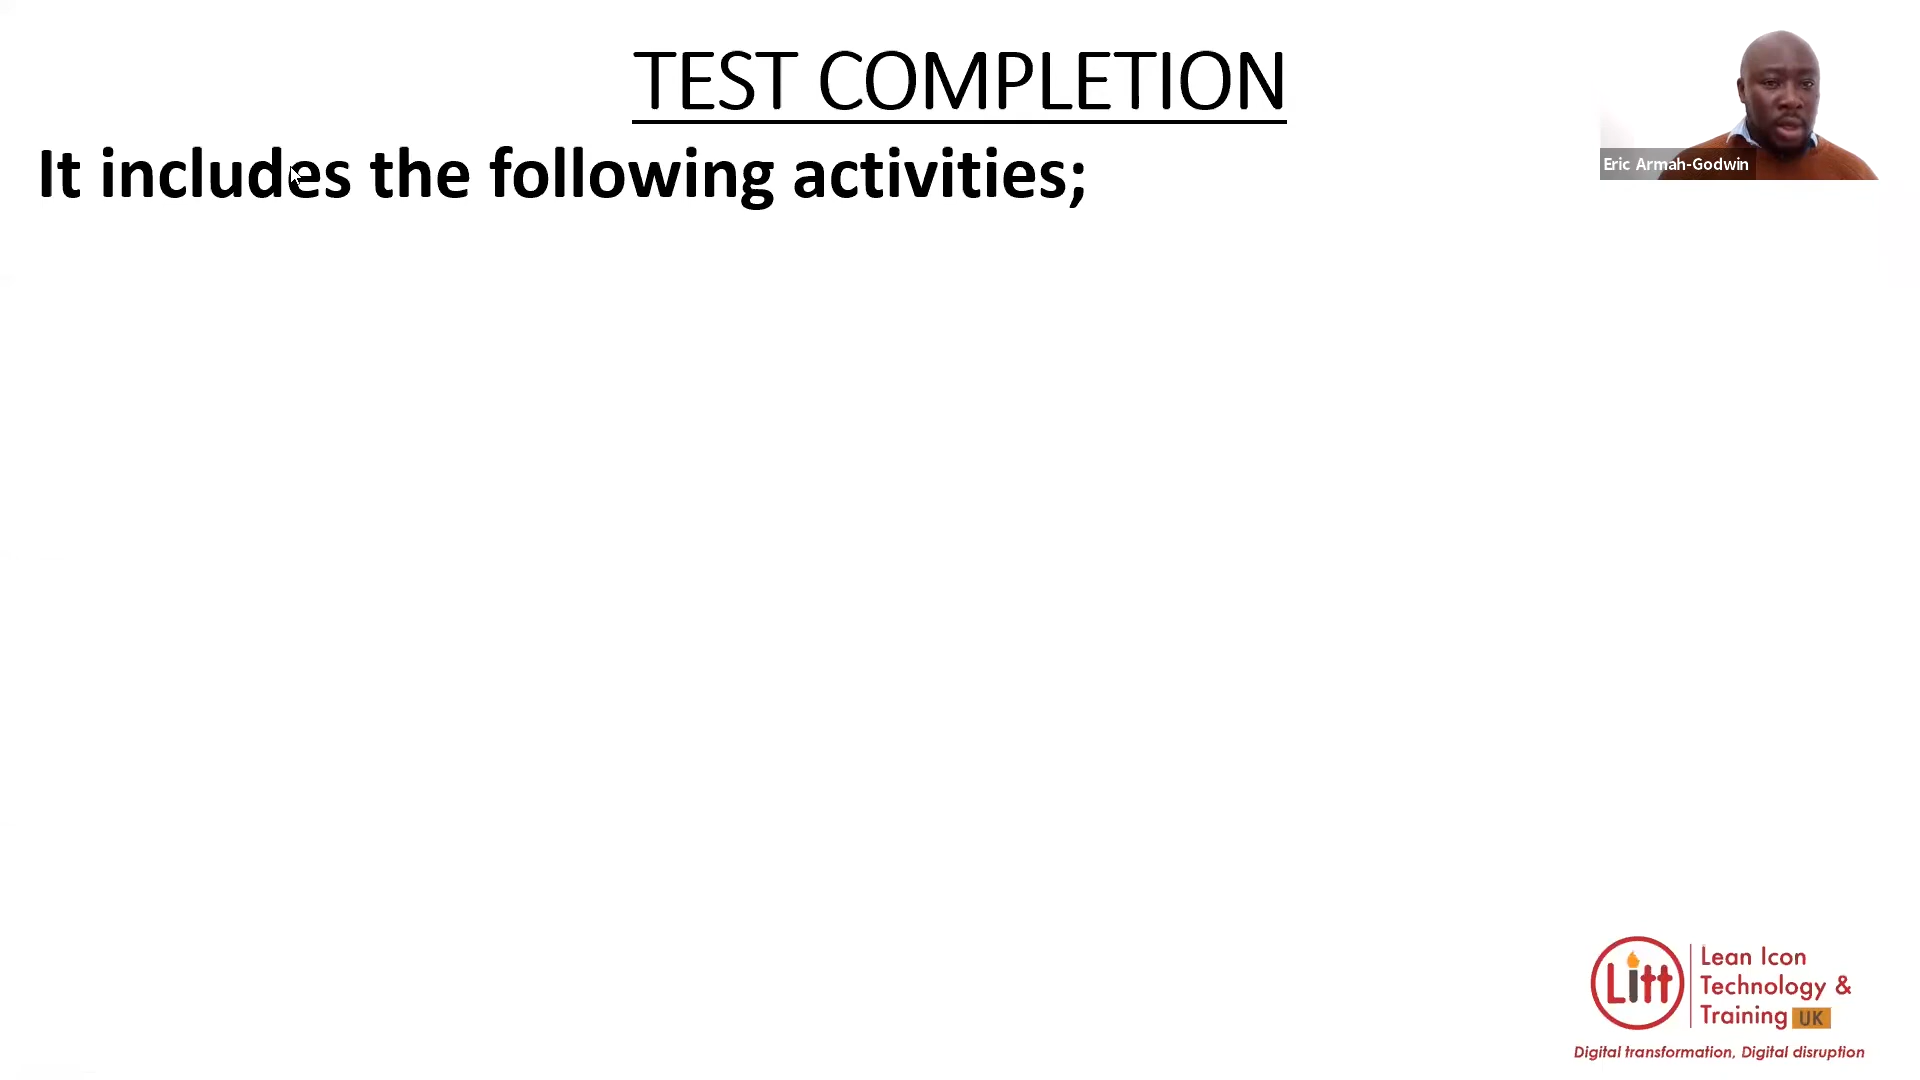 TEST COMPLETION
It includes the following activities;
Eric Armah-Godwin
Litt
Lean Icon
Technology &
Training UK
Digital transformation, Digital disruption